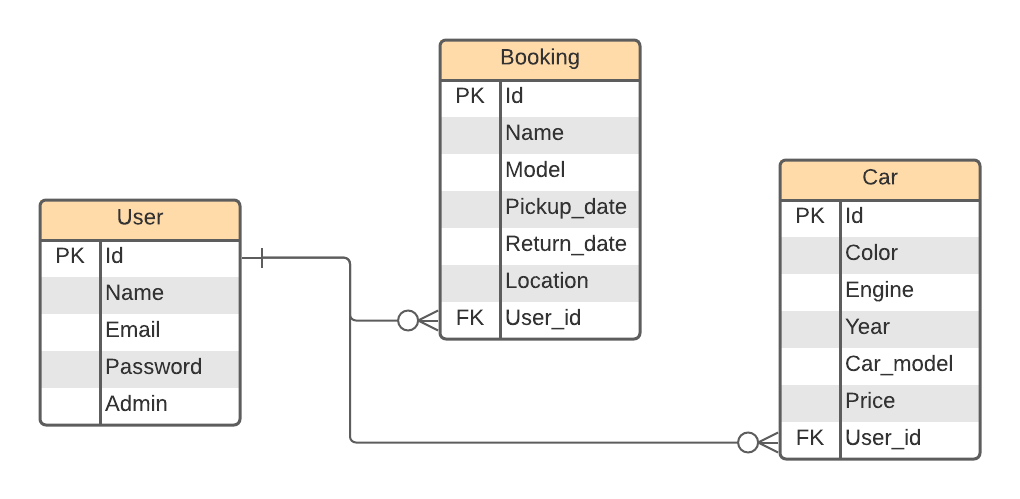 Booking
PK Id
Name
Model
Pickup_date
Return_date
Location
FK User_id
Car
PK Id
Color
Engine
Year
Car_model
Price
FK User_id
User
PK Id
Name
Email
Password
Admin